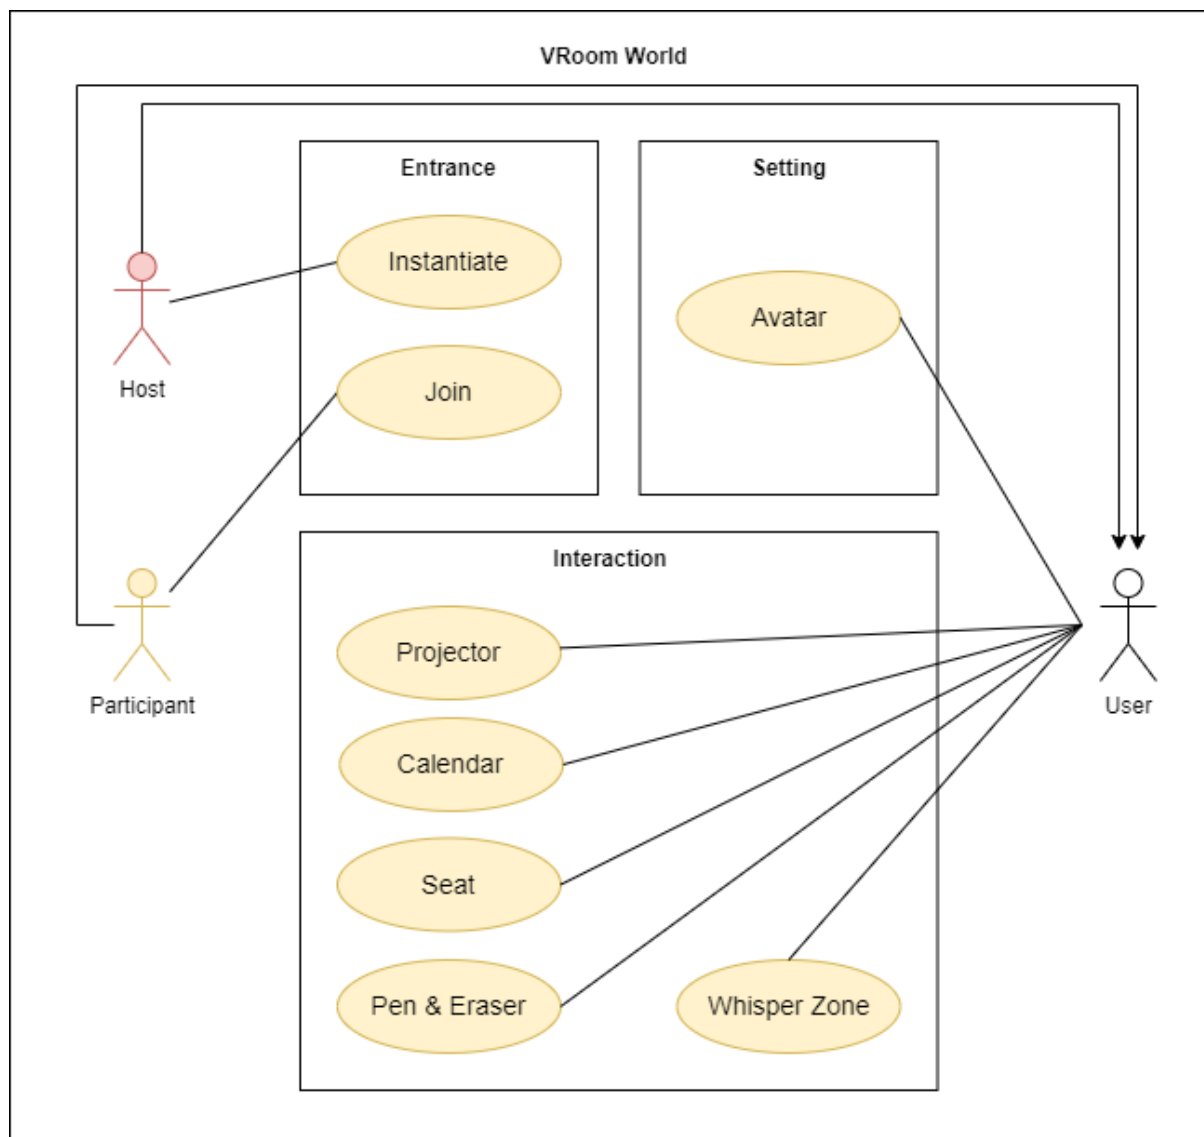 VRoom World
Entrance
Setting
Instantiate
Avatar
Host
Join
Interaction
Projector
Participant
User
Calendar
Seat
Pen & Eraser
Whisper Zone